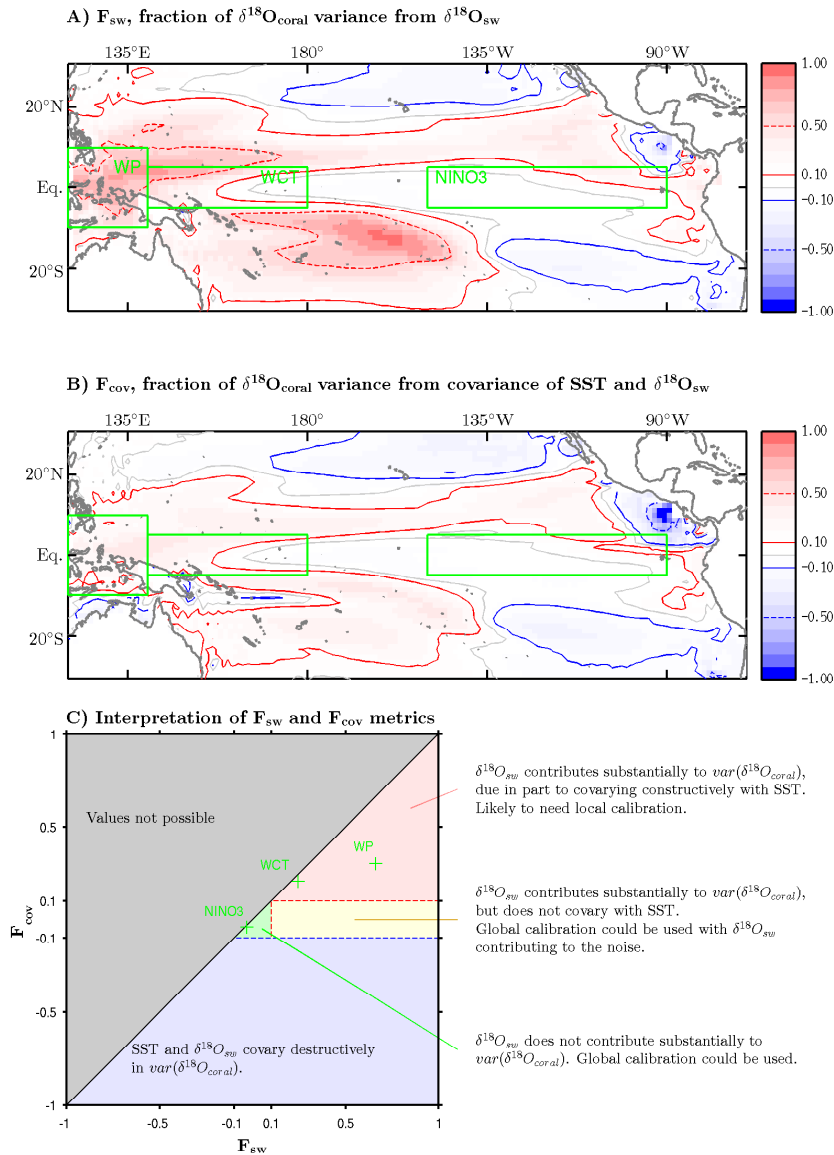 A) F_sw, fraction of δ¹⁸O_coral variance from δ¹⁸O_sw
135°E 180° 135°W 90°W
20°N
Eq.
20°S
WP
WCT
NINO3
1.00
0.50
0.10
−0.10
−0.50
−1.00
B) F_cov, fraction of δ¹⁸O_coral variance from covariance of SST and δ¹⁸O_sw
135°E 180° 135°W 90°W
20°N
Eq.
20°S
1.00
0.50
0.10
−0.10
−0.50
−1.00
C) Interpretation of F_sw and F_cov metrics
1
0.5
0.1
-0.1
-0.5
-1
F_cov
Values not possible
WCT
WP
NINO3
SST and δ¹⁸O_sw covary destructively
in var(δ¹⁸O_coral).
-1 -0.5 -0.1 0.1 0.5 1
F_sw
δ¹⁸O_sw contributes substantially to var(δ¹⁸O_coral),
due in part to covarying constructively with SST.
Likely to need local calibration.
δ¹⁸O_sw contributes substantially to var(δ¹⁸O_coral),
but does not covary with SST.
Global calibration could be used with δ¹⁸O_sw
contributing to the noise.
δ¹⁸O_sw does not contribute substantially to
var(δ¹⁸O_coral). Global calibration could be used.